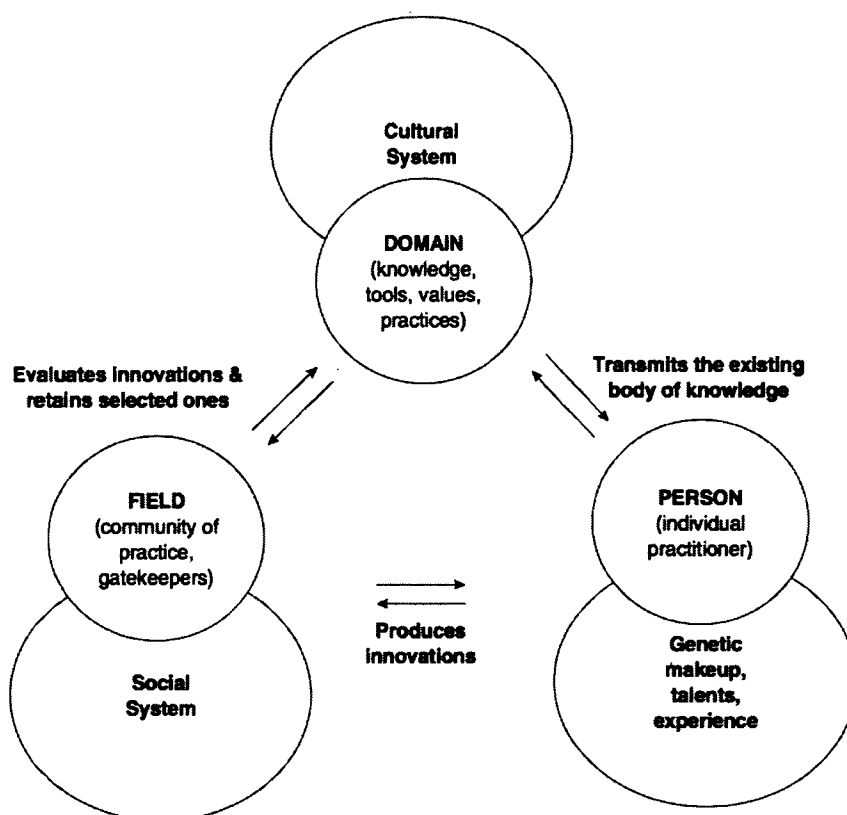 Cultural
System
DOMAIN
(knowledge,
tools, values,
practices)
Evaluates innovations &
retains selected ones
Transmits the existing
body of knowledge
FIELD
(community of
practice,
gatekeepers)
PERSON
(individual
practitioner)
Produces
innovations
Social
System
Genetic
makeup,
talents,
experience